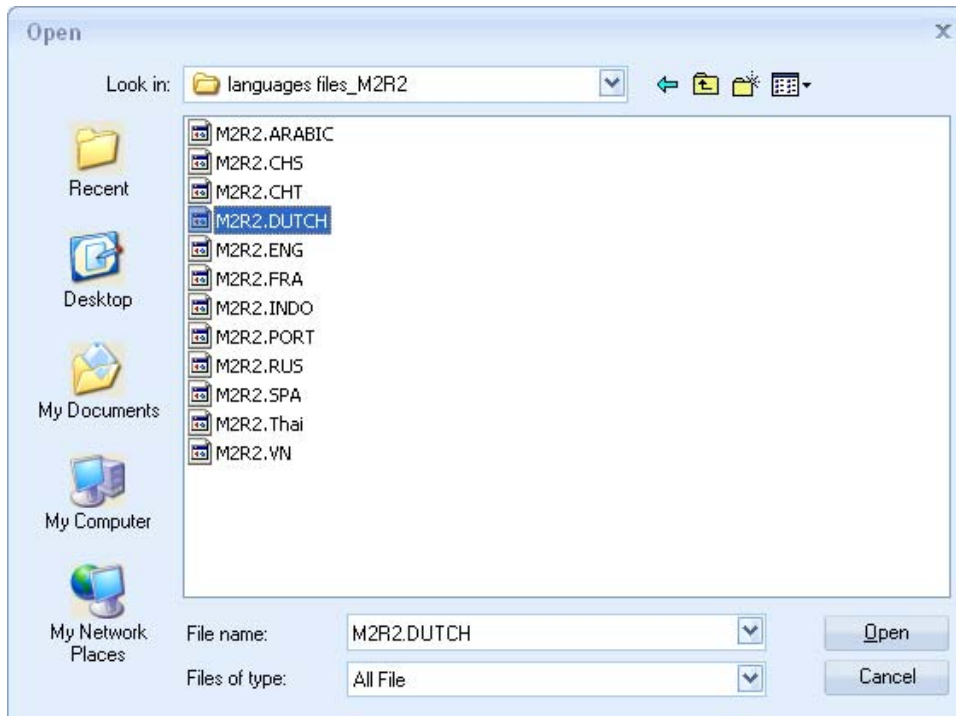 Open
Look in: languages files_M2R2
M2R2.ARABIC
M2R2.CHS
M2R2.CHT
M2R2.DUTCH
M2R2.ENG
M2R2.FRA
M2R2.INDO
M2R2.PORT
M2R2.RUS
M2R2.SPA
M2R2.Thai
M2R2.VN
Recent
Desktop
My Documents
My Computer
My Network
Places
File name: M2R2.DUTCH Open
Files of type: All File Cancel